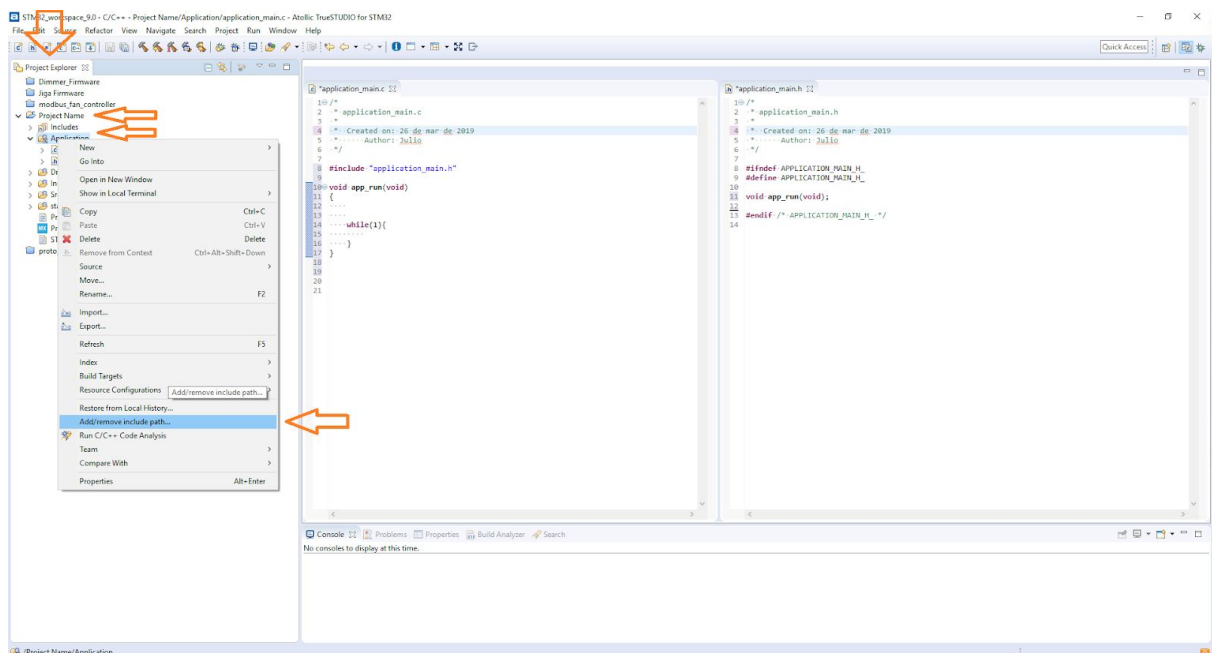 STM32_workspace_9.0 - C/C++ - Project Name/Application/application_main.c - Atollic TrueSTUDIO for STM32
File Edit Source Refactor View Navigate Search Project Run Window Help
Quick Access
Project Explorer
Dimmer_Firmware
Jiga Firmware
modbus_fan_controller
Project Name
Includes
Application
Dr
In
Sr
Pr
Pr
ST
proto
New
Go Into
Open in New Window
Show in Local Terminal
Copy Ctrl+C
Paste Ctrl+V
Delete Delete
Remove from Context Ctrl+Alt+Shift+Down
Source
Move...
Rename... F2
Import...
Export...
Refresh F5
Index
Build Targets
Resource Configurations
Add/remove include path...
Restore from Local History...
Add/remove include path...
Run C/C++ Code Analysis
Team
Compare With
Properties Alt+Enter
*application_main.c
1 /*
2 * application_main.c
3 *
4 * Created on: 26 de mar de 2019
5 * Author: Julio
6 */
7
8 #include "application_main.h"
9
10 void app_run(void)
11 {
12
13
14 while(1){
15
16 }
17 }
18
19
20
21
*application_main.h
1 /*
2 * application_main.h
3 *
4 * Created on: 26 de mar de 2019
5 * Author: Julio
6 */
7
8 #ifndef APPLICATION_MAIN_H_
9 #define APPLICATION_MAIN_H_
10
11 void app_run(void);
12
13 #endif /* APPLICATION_MAIN_H_ */
14
Console Problems Properties Build Analyzer Search
No consoles to display at this time.
/Project Name/Application